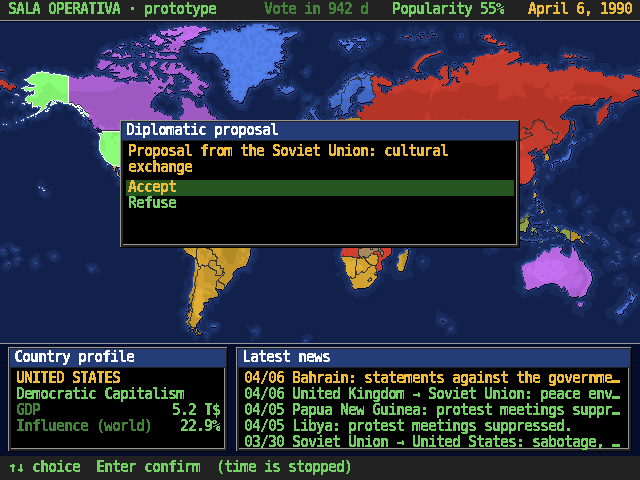 SALA OPERATIVA · prototype Vote in 942 d Popularity 55% April 6, 1990
Diplomatic proposal
Proposal from the Soviet Union: cultural
exchange
Accept
Refuse
Country profile
UNITED STATES
Democratic Capitalism
GDP 5.2 T$
Influence (world) 22.9%
Latest news
04/06 Bahrain: statements against the governme…
04/06 United Kingdom → Soviet Union: peace env…
04/05 Papua New Guinea: protest meetings suppr…
04/05 Libya: protest meetings suppressed.
03/30 Soviet Union → United States: sabotage, …
↑↓ choice Enter confirm (time is stopped)